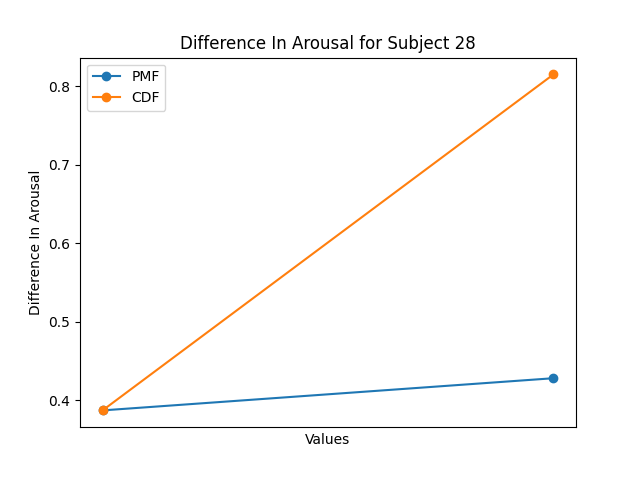 Difference In Arousal for Subject 28
PMF
CDF
0.8
0.7
0.6
0.5
0.4
Difference In Arousal
Values